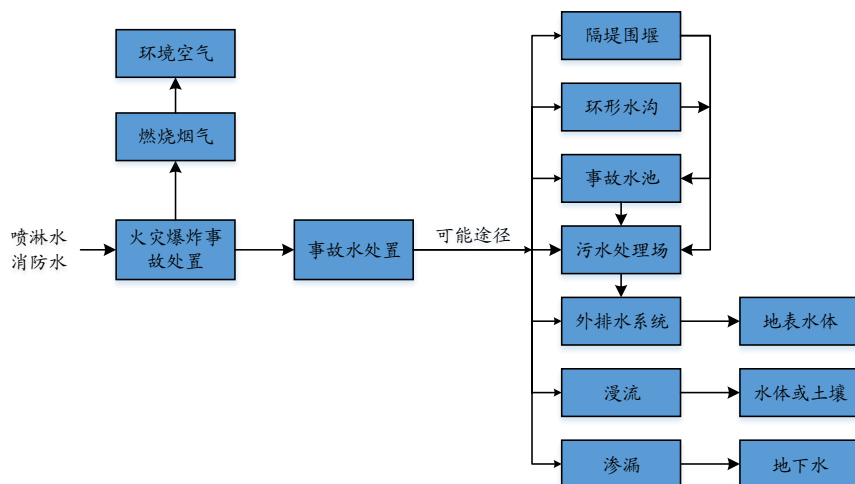 环境空气
燃烧烟气
喷淋水
消防水
火灾爆炸事
故处置
事故水处置
可能途径
隔堤围堰
环形水沟
事故水池
污水处理场
外排水系统
地表水体
漫流
水体或土壤
渗漏
地下水